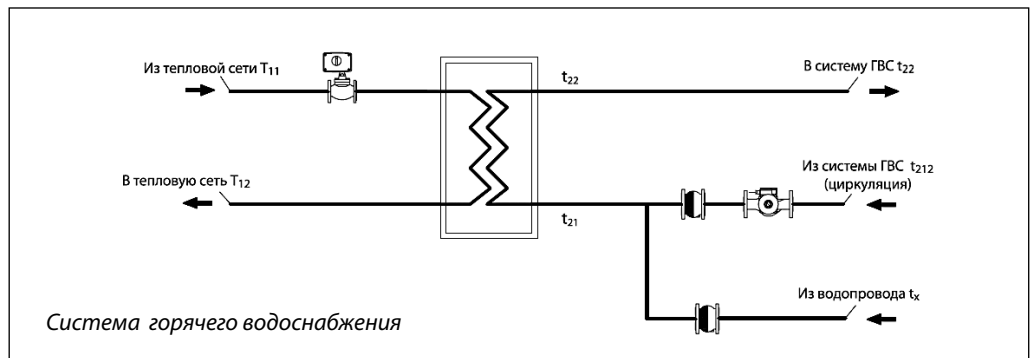 Из тепловой сети T₁₁
t₂₂
В систему ГВС t₂₂
В тепловую сеть T₁₂
t₂₁
Из системы ГВС t₂₁₂
(циркуляция)
Из водопровода tₓ
Система горячего водоснабжения